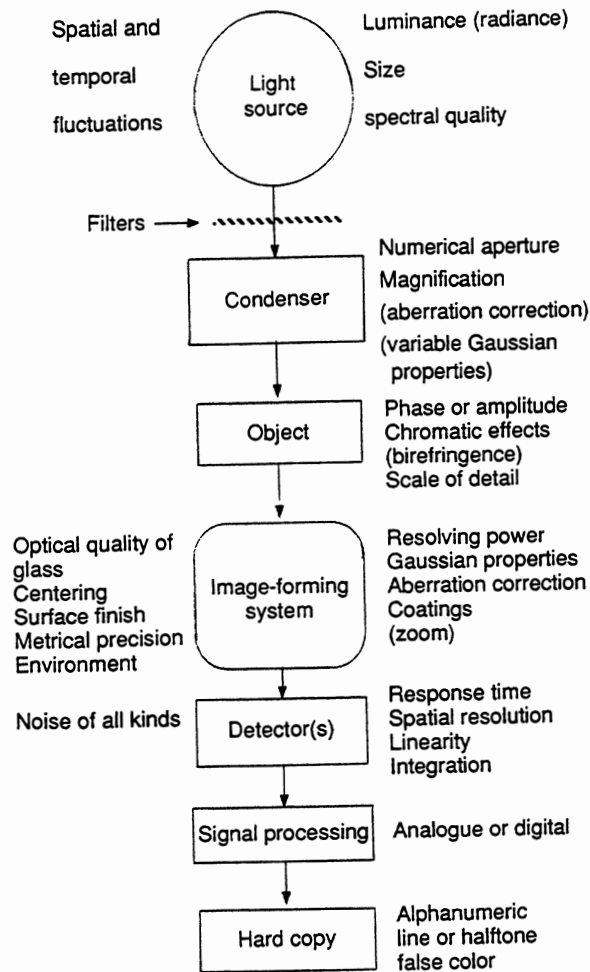 Spatial and
temporal
fluctuations
Light
source
Luminance (radiance)
Size
spectral quality
Filters
Condenser
Numerical aperture
Magnification
(aberration correction)
(variable Gaussian
properties)
Object
Phase or amplitude
Chromatic effects
(birefringence)
Scale of detail
Optical quality of
glass
Centering
Surface finish
Metrical precision
Environment
Image-forming
system
Resolving power
Gaussian properties
Aberration correction
Coatings
(zoom)
Noise of all kinds
Detector(s)
Response time
Spatial resolution
Linearity
Integration
Signal processing
Analogue or digital
Hard copy
Alphanumeric
line or halftone
false color